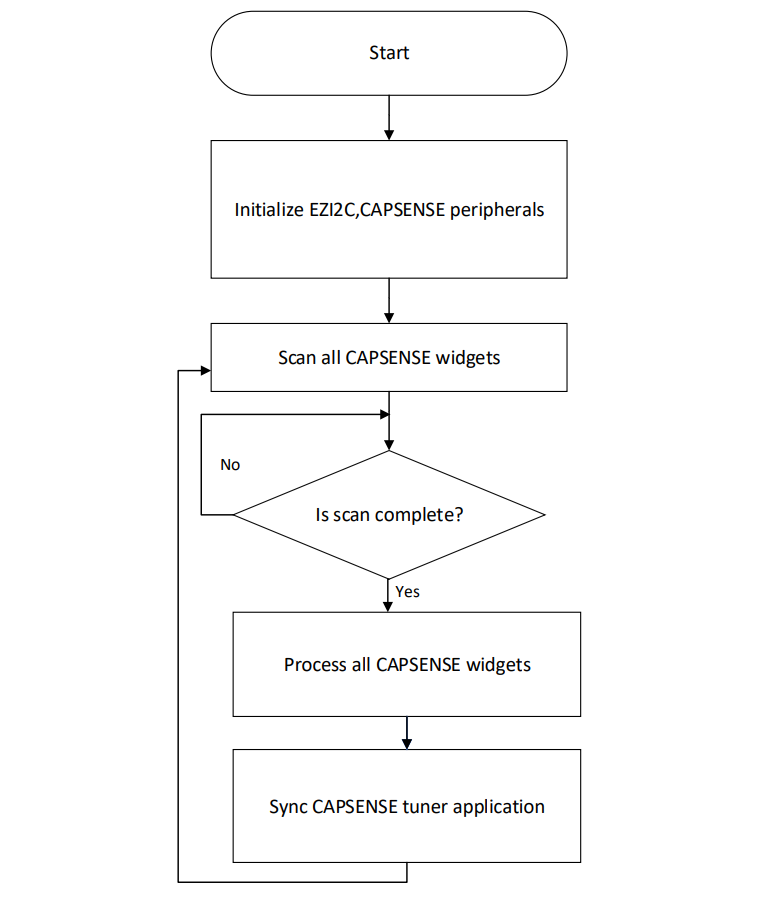 Start
Initialize EZI2C,CAPSENSE peripherals
Scan all CAPSENSE widgets
No
Is scan complete?
Yes
Process all CAPSENSE widgets
Sync CAPSENSE tuner application